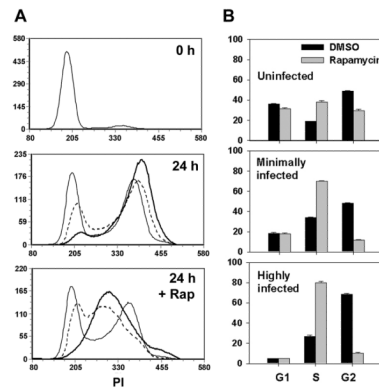 A
B
580
435
290
145
0
0 h
80 205 330 455 580
235
176
118
59
0
24 h
80 205 330 455 580
220
165
110
55
0
24 h
+ Rap
80 205 330 455 580
PI
DMSO
Rapamycin
100
80
60
40
20
0
Uninfected
100
80
60
40
20
0
Minimally
infected
100
80
60
40
20
0
Highly
infected
G1 S G2